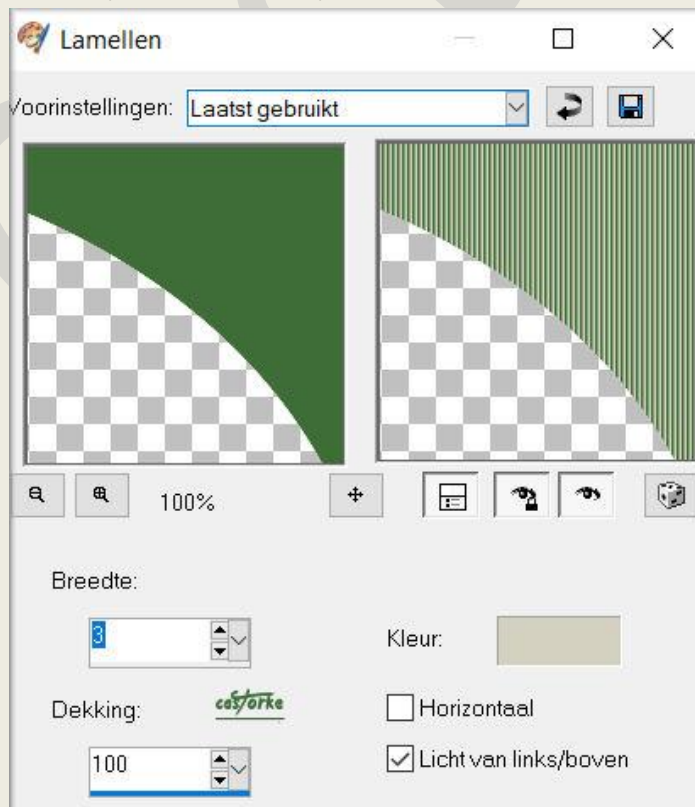 Lamellen
Voorinstellingen: Laatst gebruikt
100%
Breedte:
3
Kleur:
Dekking:
castorke
Horizontaal
100
Licht van links/boven